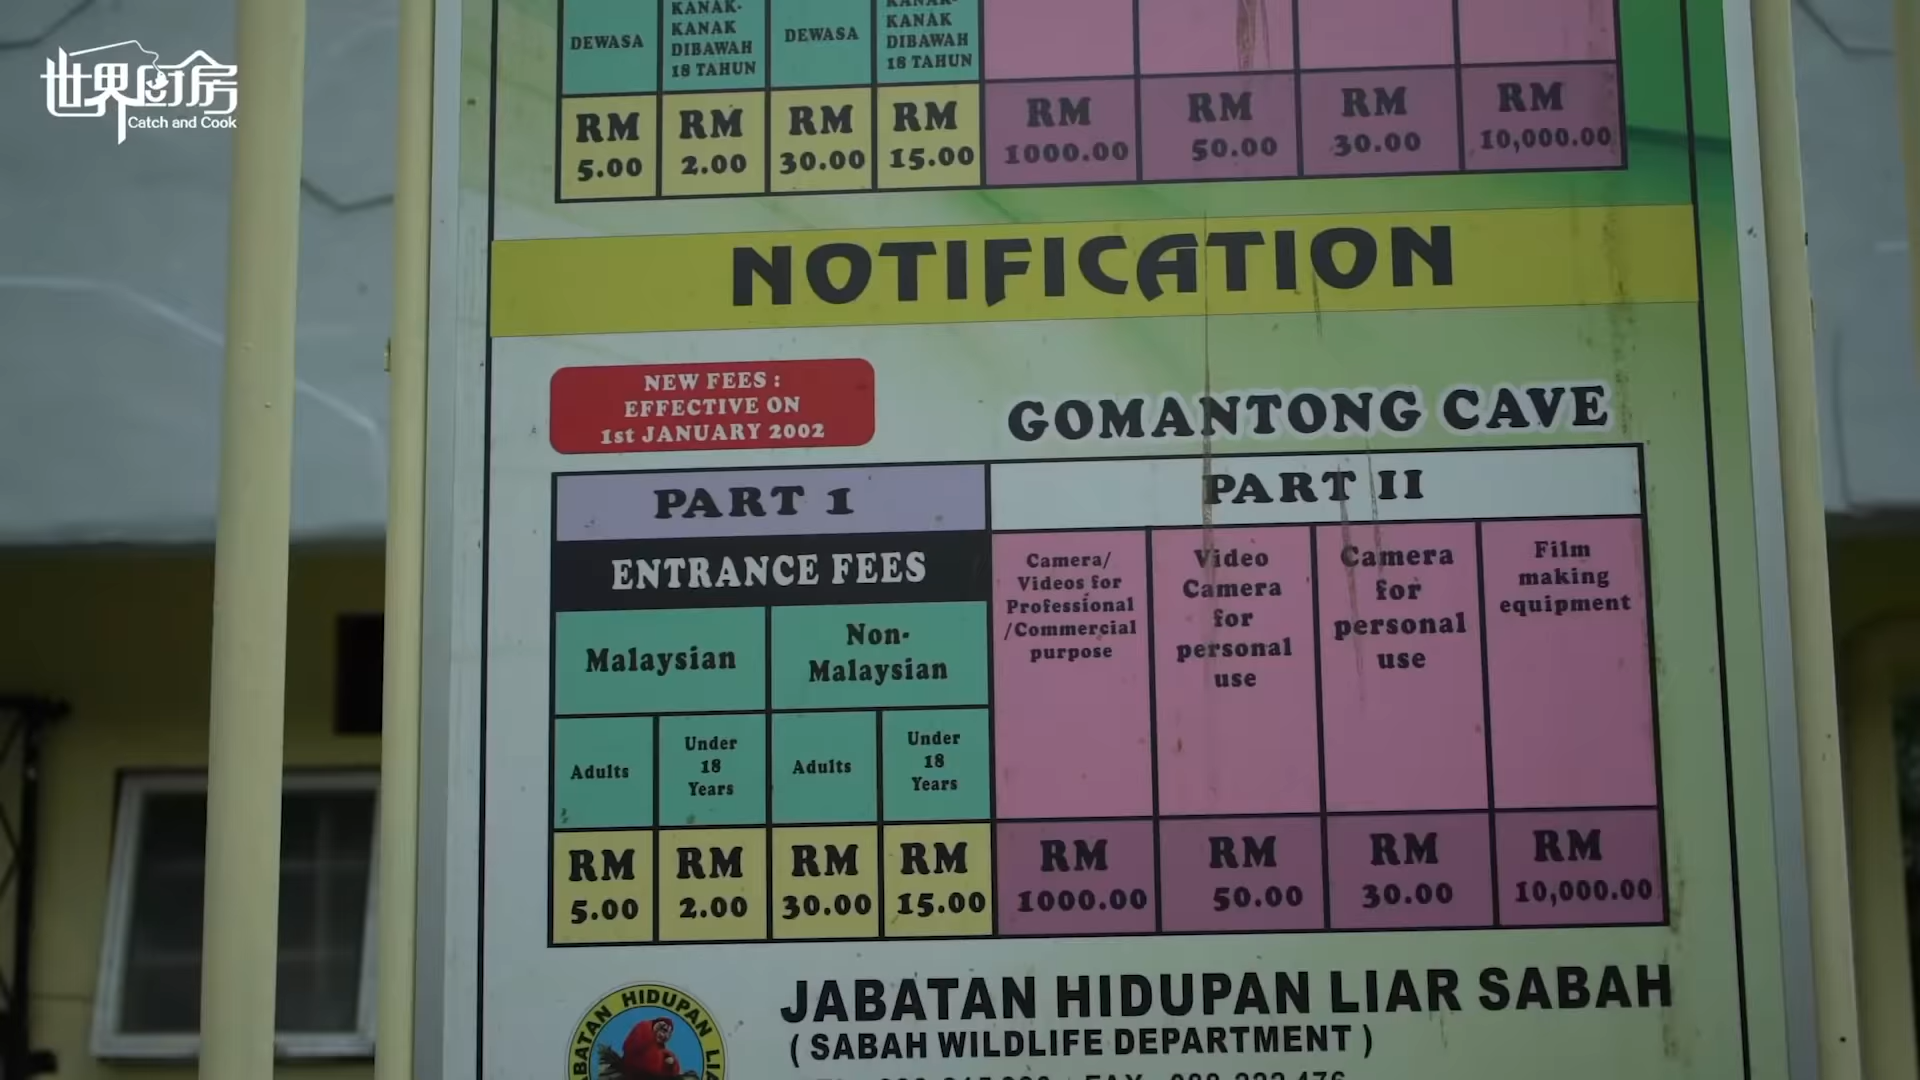 世界厨房
Catch and Cook
DEWASA
KANAK-
KANAK
DIBAWAH
18 TAHUN
DEWASA
KANAK-
KANAK
DIBAWAH
18 TAHUN
RM
5.00
RM
2.00
RM
30.00
RM
15.00
RM
1000.00
RM
50.00
RM
30.00
RM
10,000.00
NOTIFICATION
NEW FEES :
EFFECTIVE ON
1st JANUARY 2002
GOMANTONG CAVE
PART 1
PART II
ENTRANCE FEES
Malaysian
Non-
Malaysian
Adults
Under
18
Years
Adults
Under
18
Years
Camera/
Videos for
Professional
/Commercial
purpose
Video
Camera
for
personal
use
Camera
for
personal
use
Film
making
equipment
RM
5.00
RM
2.00
RM
30.00
RM
15.00
RM
1000.00
RM
50.00
RM
30.00
RM
10,000.00
JABATAN HIDUPAN LIAR SABAH
( SABAH WILDLIFE DEPARTMENT )